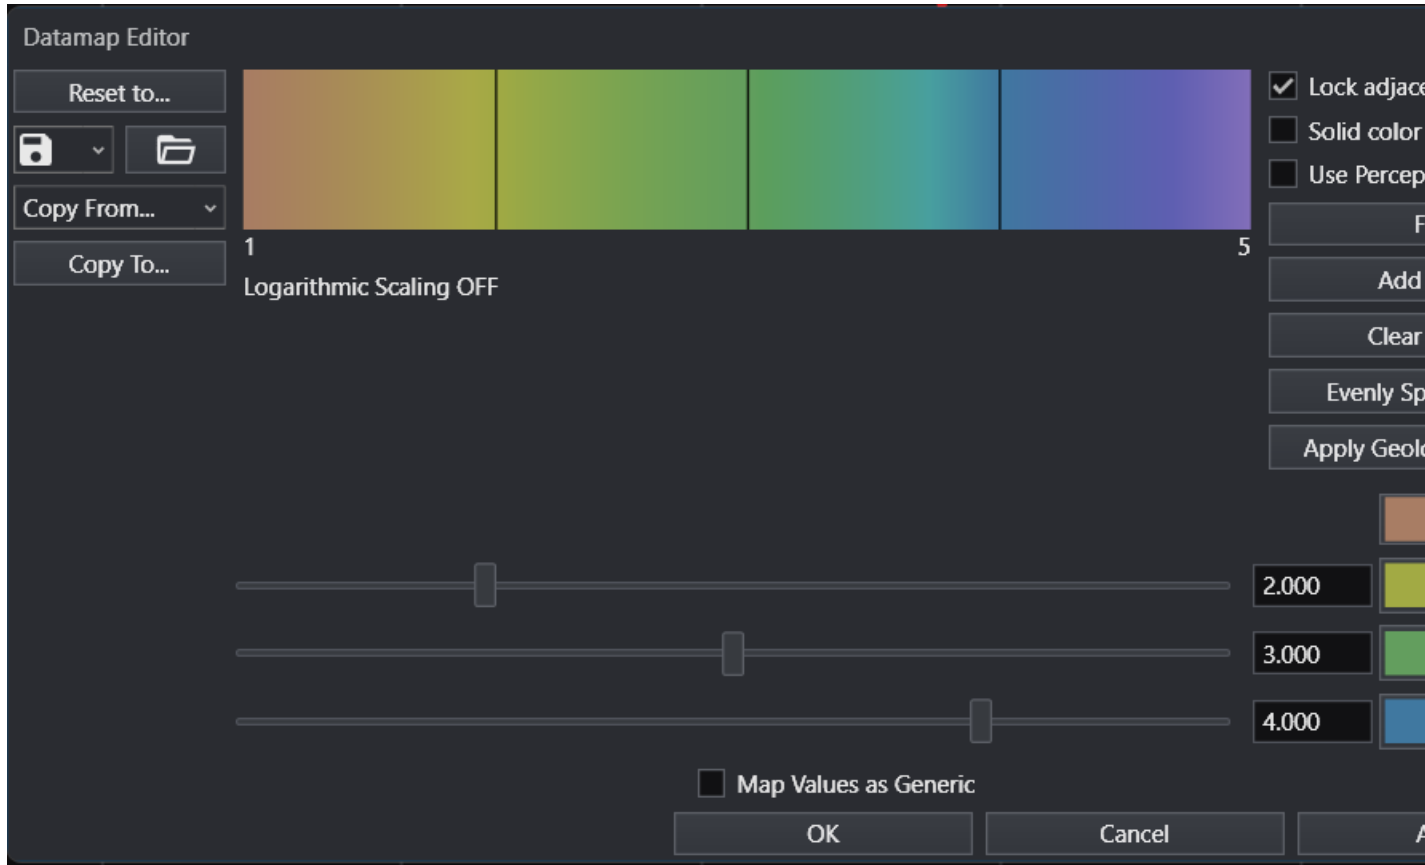 Datamap Editor
Reset to...
Copy From...
Copy To...
1
5
Logarithmic Scaling OFF
Lock adjace
Solid color
Use Percep
F
Add
Clear
Evenly Sp
Apply Geolo
2.000
3.000
4.000
Map Values as Generic
OK
Cancel
A